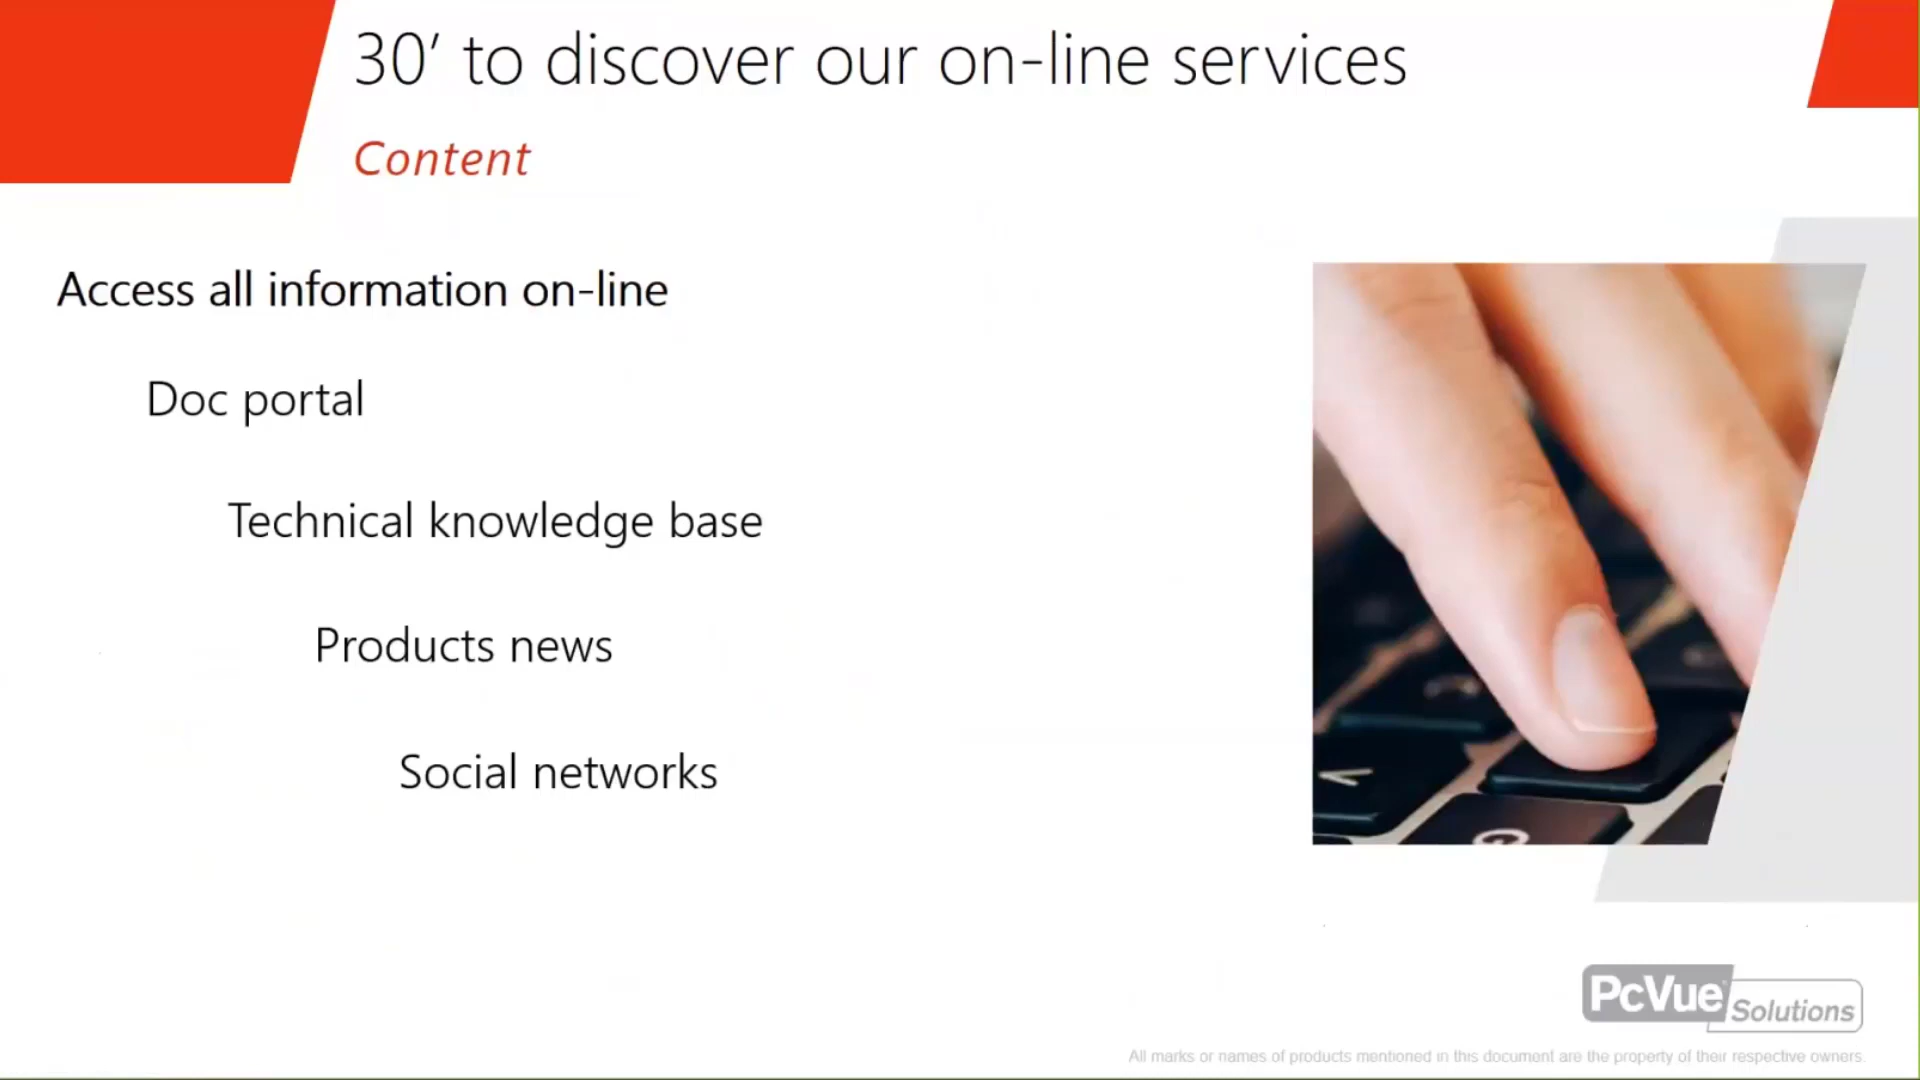 30′ to discover our on-line services
Content
Access all information on-line
Doc portal
Technical knowledge base
Products news
Social networks
PcVue Solutions
All marks or names of products mentioned in this document are the property of their respective owners.